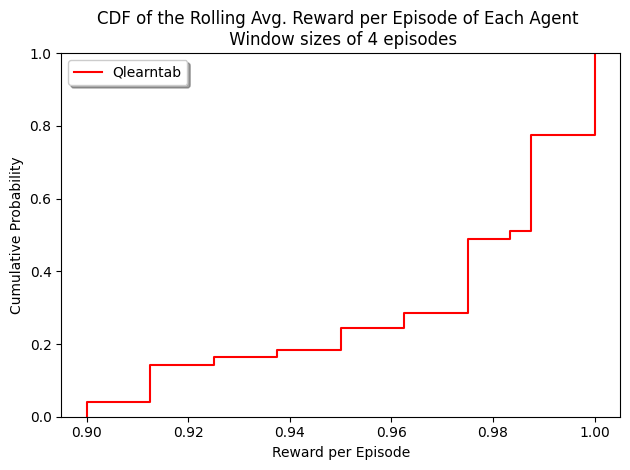 CDF of the Rolling Avg. Reward per Episode of Each Agent
Window sizes of 4 episodes
Qlearntab
Cumulative Probability
1.0
0.8
0.6
0.4
0.2
0.0
0.90 0.92 0.94 0.96 0.98 1.00
Reward per Episode